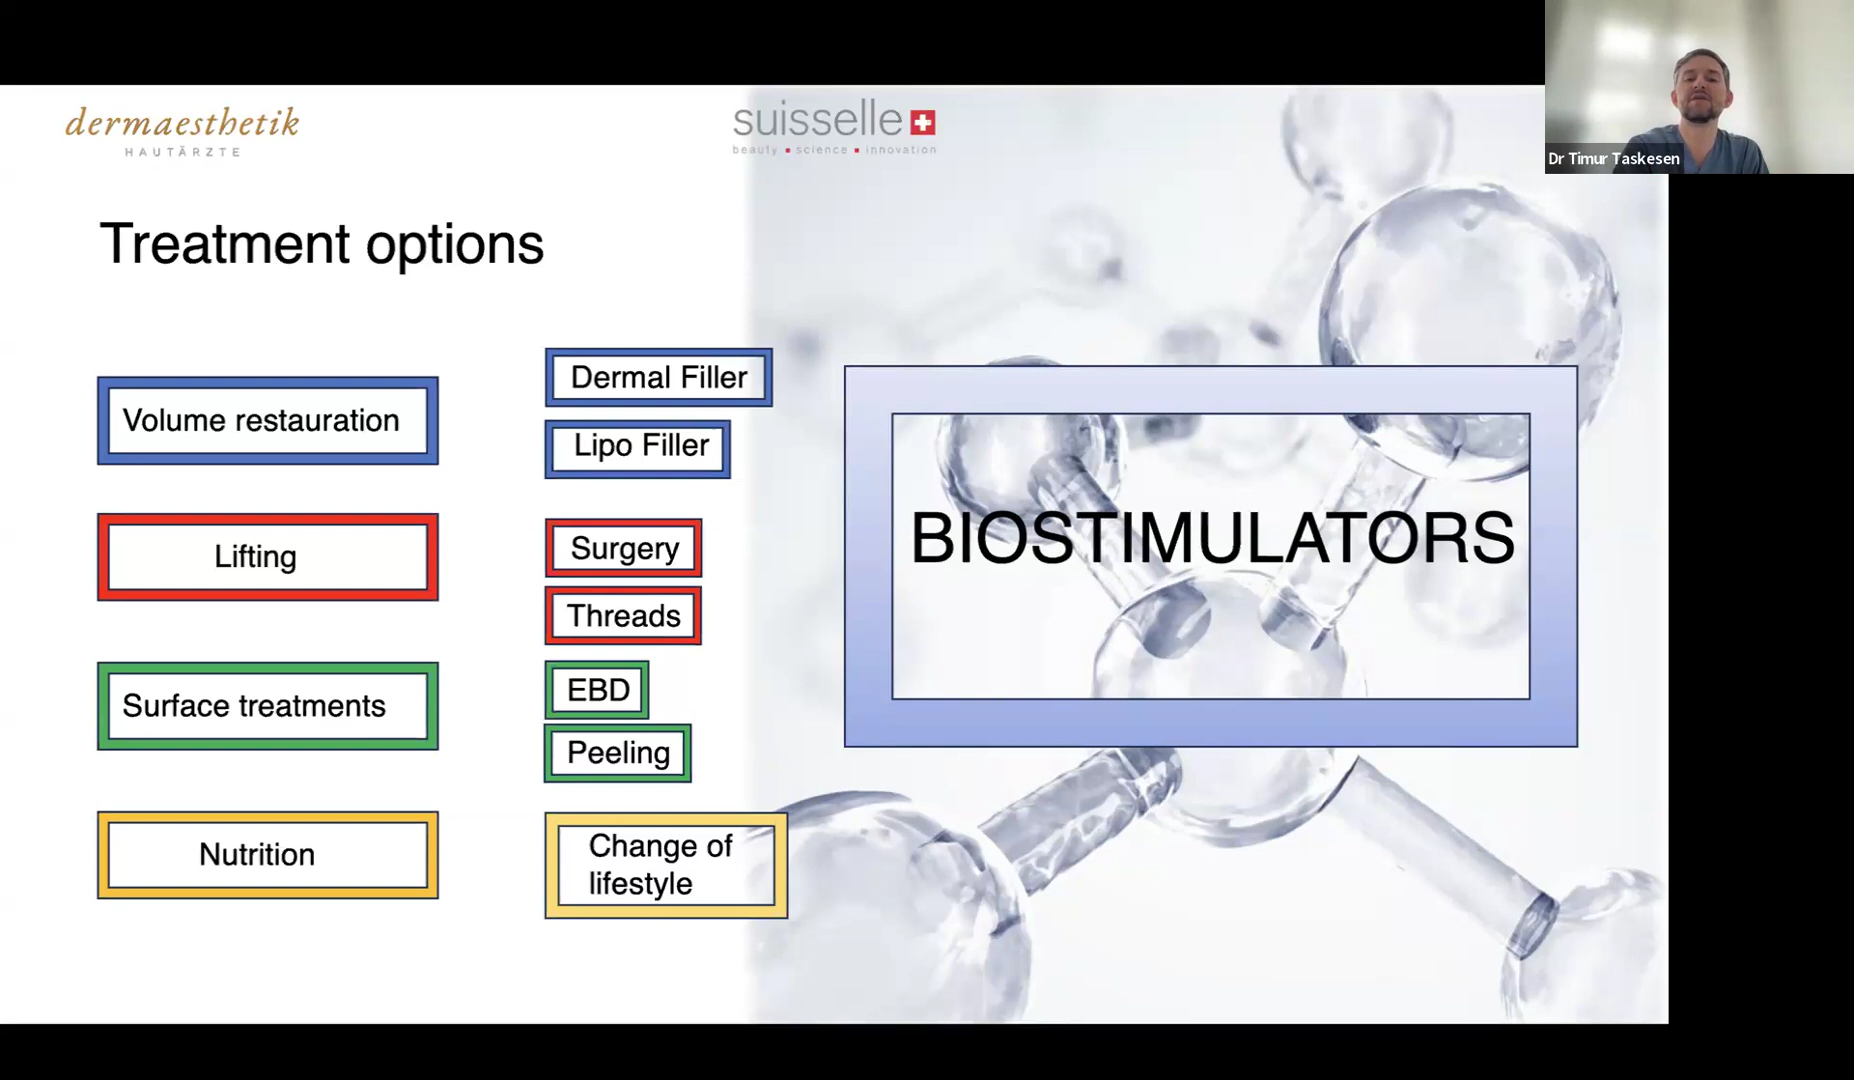 dermaesthetik
HAUTÄRZTE
suisselle
beauty ▪ science ▪ innovation
Dr Timur Taskesen
Treatment options
Volume restauration
Dermal Filler
Lipo Filler
Lifting
Surgery
Threads
Surface treatments
EBD
Peeling
Nutrition
Change of
lifestyle
BIOSTIMULATORS